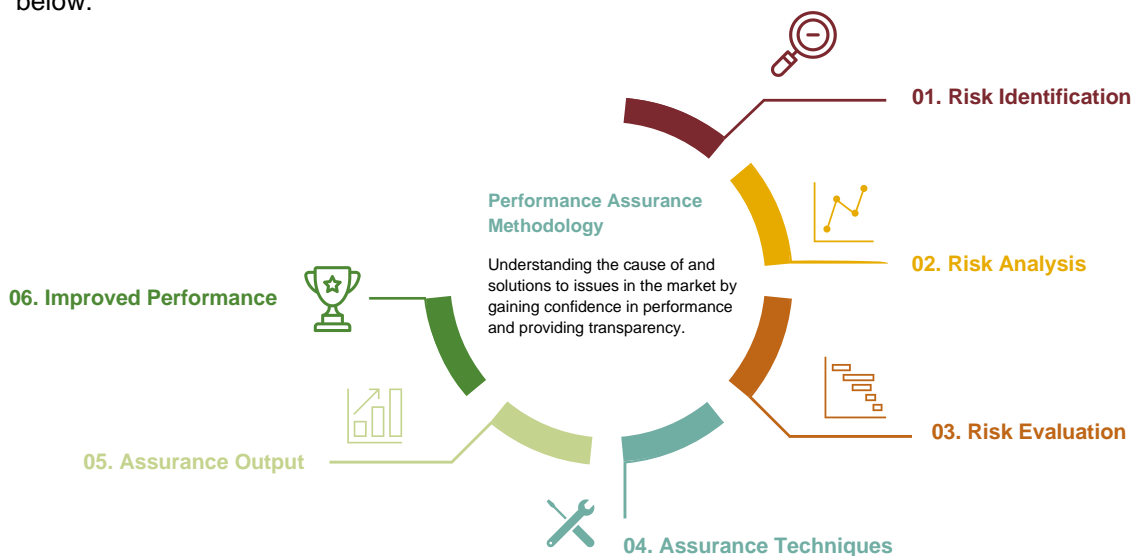 below.
01. Risk Identification
Performance Assurance
Methodology
Understanding the cause of and
solutions to issues in the market by
gaining confidence in performance
and providing transparency.
02. Risk Analysis
06. Improved Performance
03. Risk Evaluation
05. Assurance Output
04. Assurance Techniques